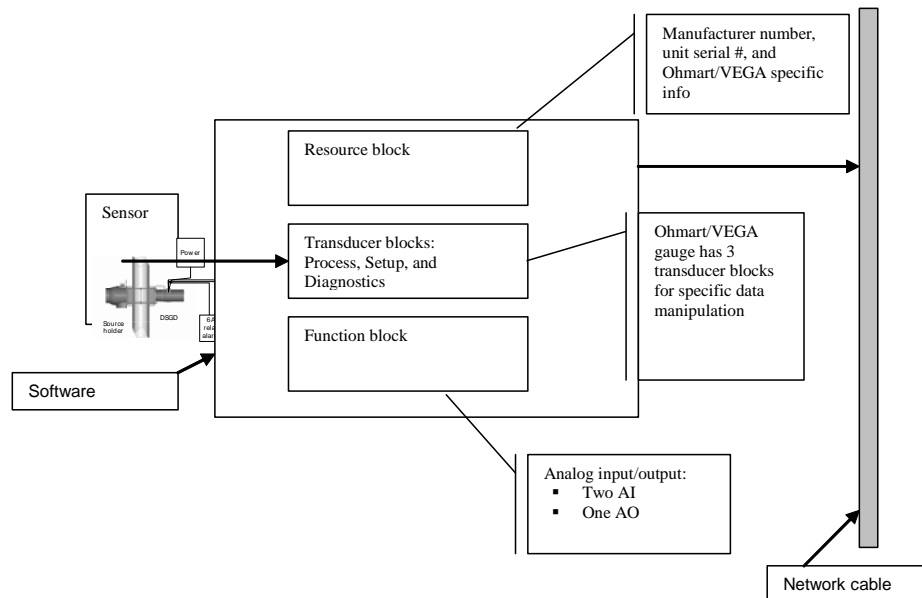 Manufacturer number,
unit serial #, and
Ohmart/VEGA specific
info
Resource block
Sensor
Power
Transducer blocks:
Process, Setup, and
Diagnostics
Ohmart/VEGA
gauge has 3
transducer blocks
for specific data
manipulation
Source
holder
DSGD
Function block
Software
Analog input/output:
▪ Two AI
▪ One AO
Network cable